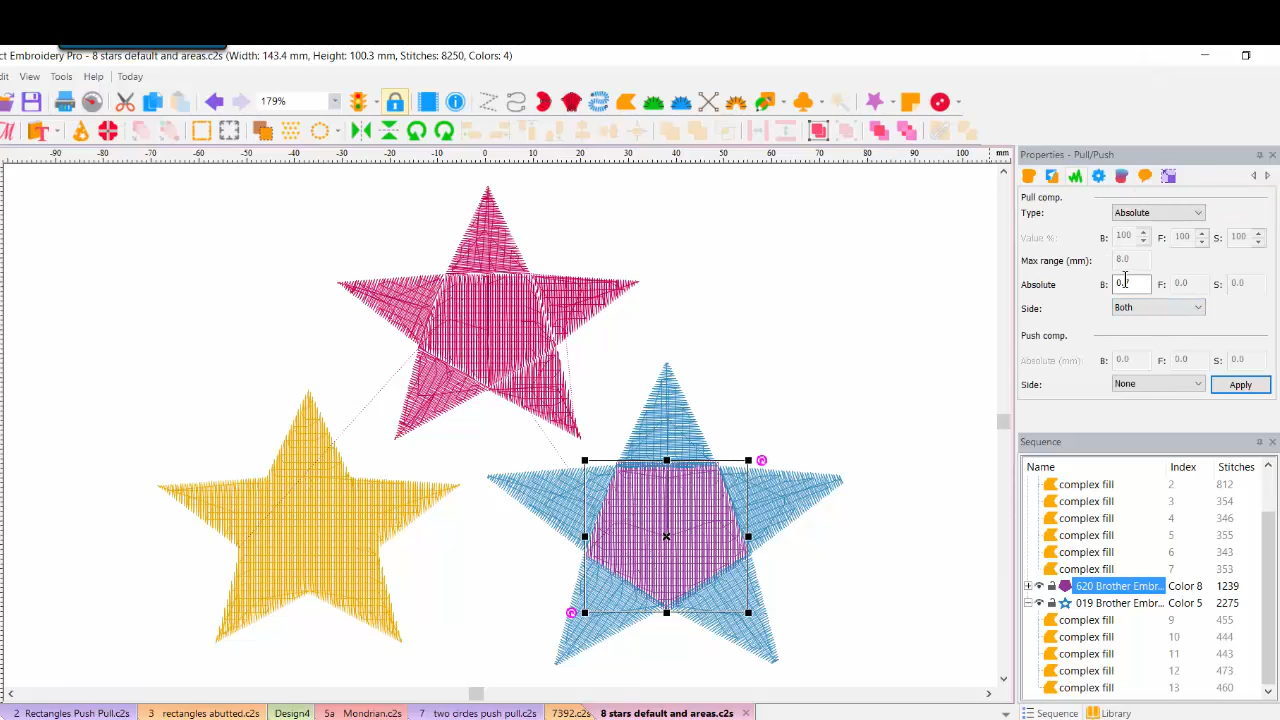 ct Embroidery Pro - 8 stars default and areas.c2s (Width: 143.4 mm, Height: 100.3 mm, Stitches: 8250, Colors: 4)
dit View Tools Help Today
179%
-90 -80 -70 -60 -50 -40 -30 -20 -10 0 10 20 30 40 50 60 70 80 90 100 mm
Properties - Pull/Push
Pull comp.
Type: Absolute
Value %: B: 100 F: 100 S: 100
Max range (mm): 8.0
Absolute B: F: 0.0 S: 0.0
Side: Both
Push comp.
Absolute (mm): B: 0.0 F: 0.0 S: 0.0
Side: None Apply
Sequence
Name Index Stitches
complex fill 2 812
complex fill 3 354
complex fill 4 346
complex fill 5 355
complex fill 6 343
complex fill 7 353
620 Brother Embr... Color 8 1239
019 Brother Embr... Color 5 2275
complex fill 9 455
complex fill 10 444
complex fill 11 443
complex fill 12 473
complex fill 13 460
2 Rectangles Push Pull.c2s 3 rectangles abutted.c2s Design4 5a Mondrian.c2s 7 two circles push pull.c2s 7392.c2s 8 stars default and areas.c2s Sequence Library